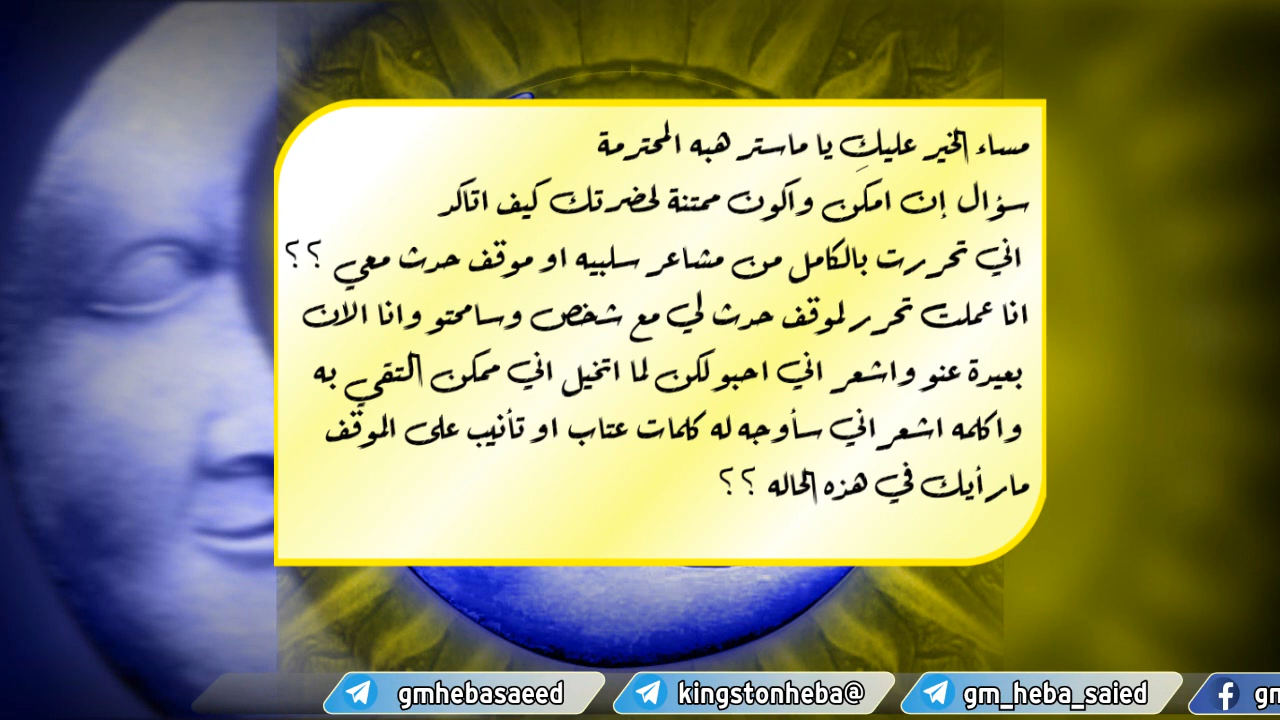 مساء الخير عليكِ يا ماستر هبه المحترمة
سؤال إن امكن واكون ممتنة لحضرتك كيف اتاكد
اني تحررت بالكامل من مشاعر سلبيه او موقف حدث معي ؟؟
انا عملت تحرر لموقف حدث لي مع شخص وسامحتو وانا الان
بعيدة عنو واشعر اني احبو لكن لما اتخيل اني ممكن التقي به
واكلمه اشعر اني سأوجه له كلمات عتاب او تأنيب على الموقف
مارأيك في هذه الحاله ؟؟
gmhebasaeed kingstonheba@ gm_heba_saied gm